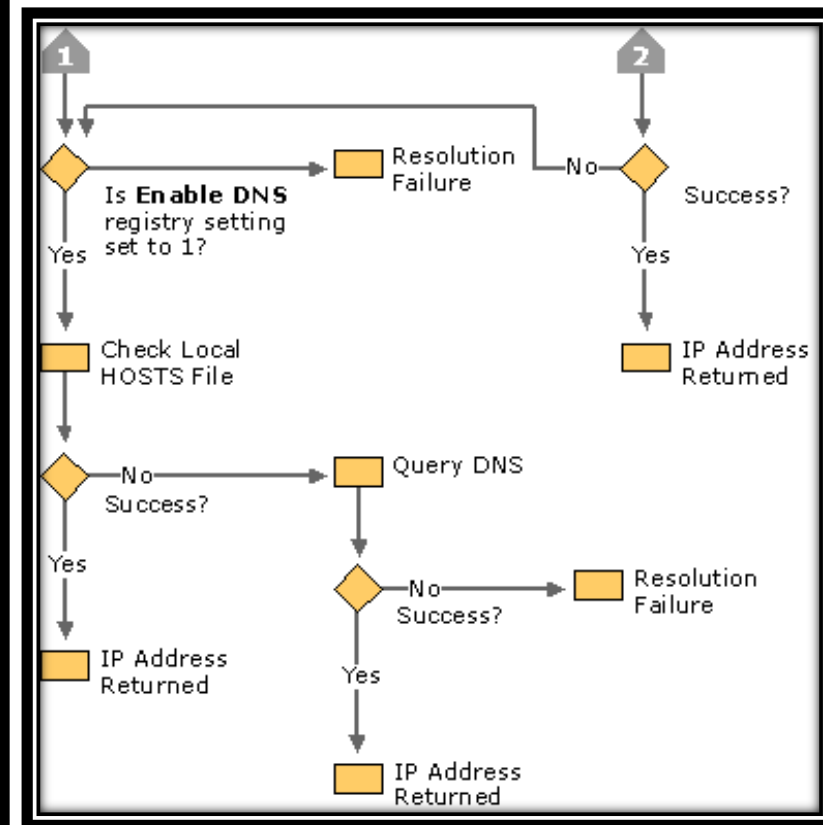 1
2
Resolution
Failure
No
Is Enable DNS
registry setting
set to 1?
Success?
Yes
Yes
Check Local
HOSTS File
IP Address
Returned
No
Success?
Query DNS
Yes
No
Success?
Resolution
Failure
IP Address
Returned
Yes
IP Address
Returned